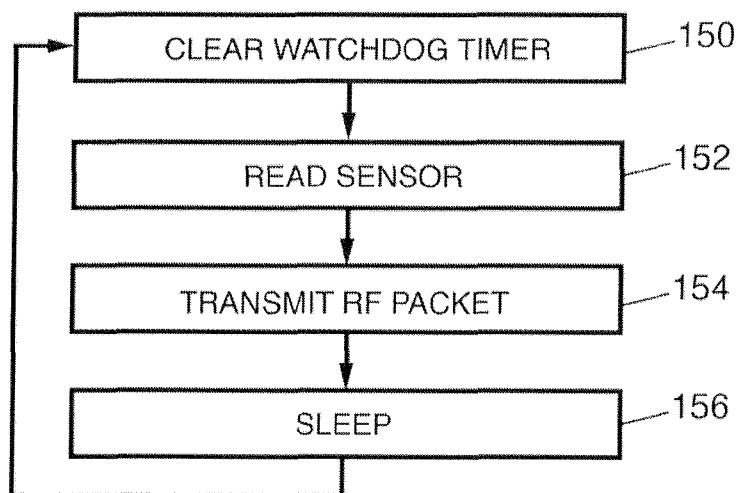 CLEAR WATCHDOG TIMER
150
READ SENSOR
152
TRANSMIT RF PACKET
154
SLEEP
156